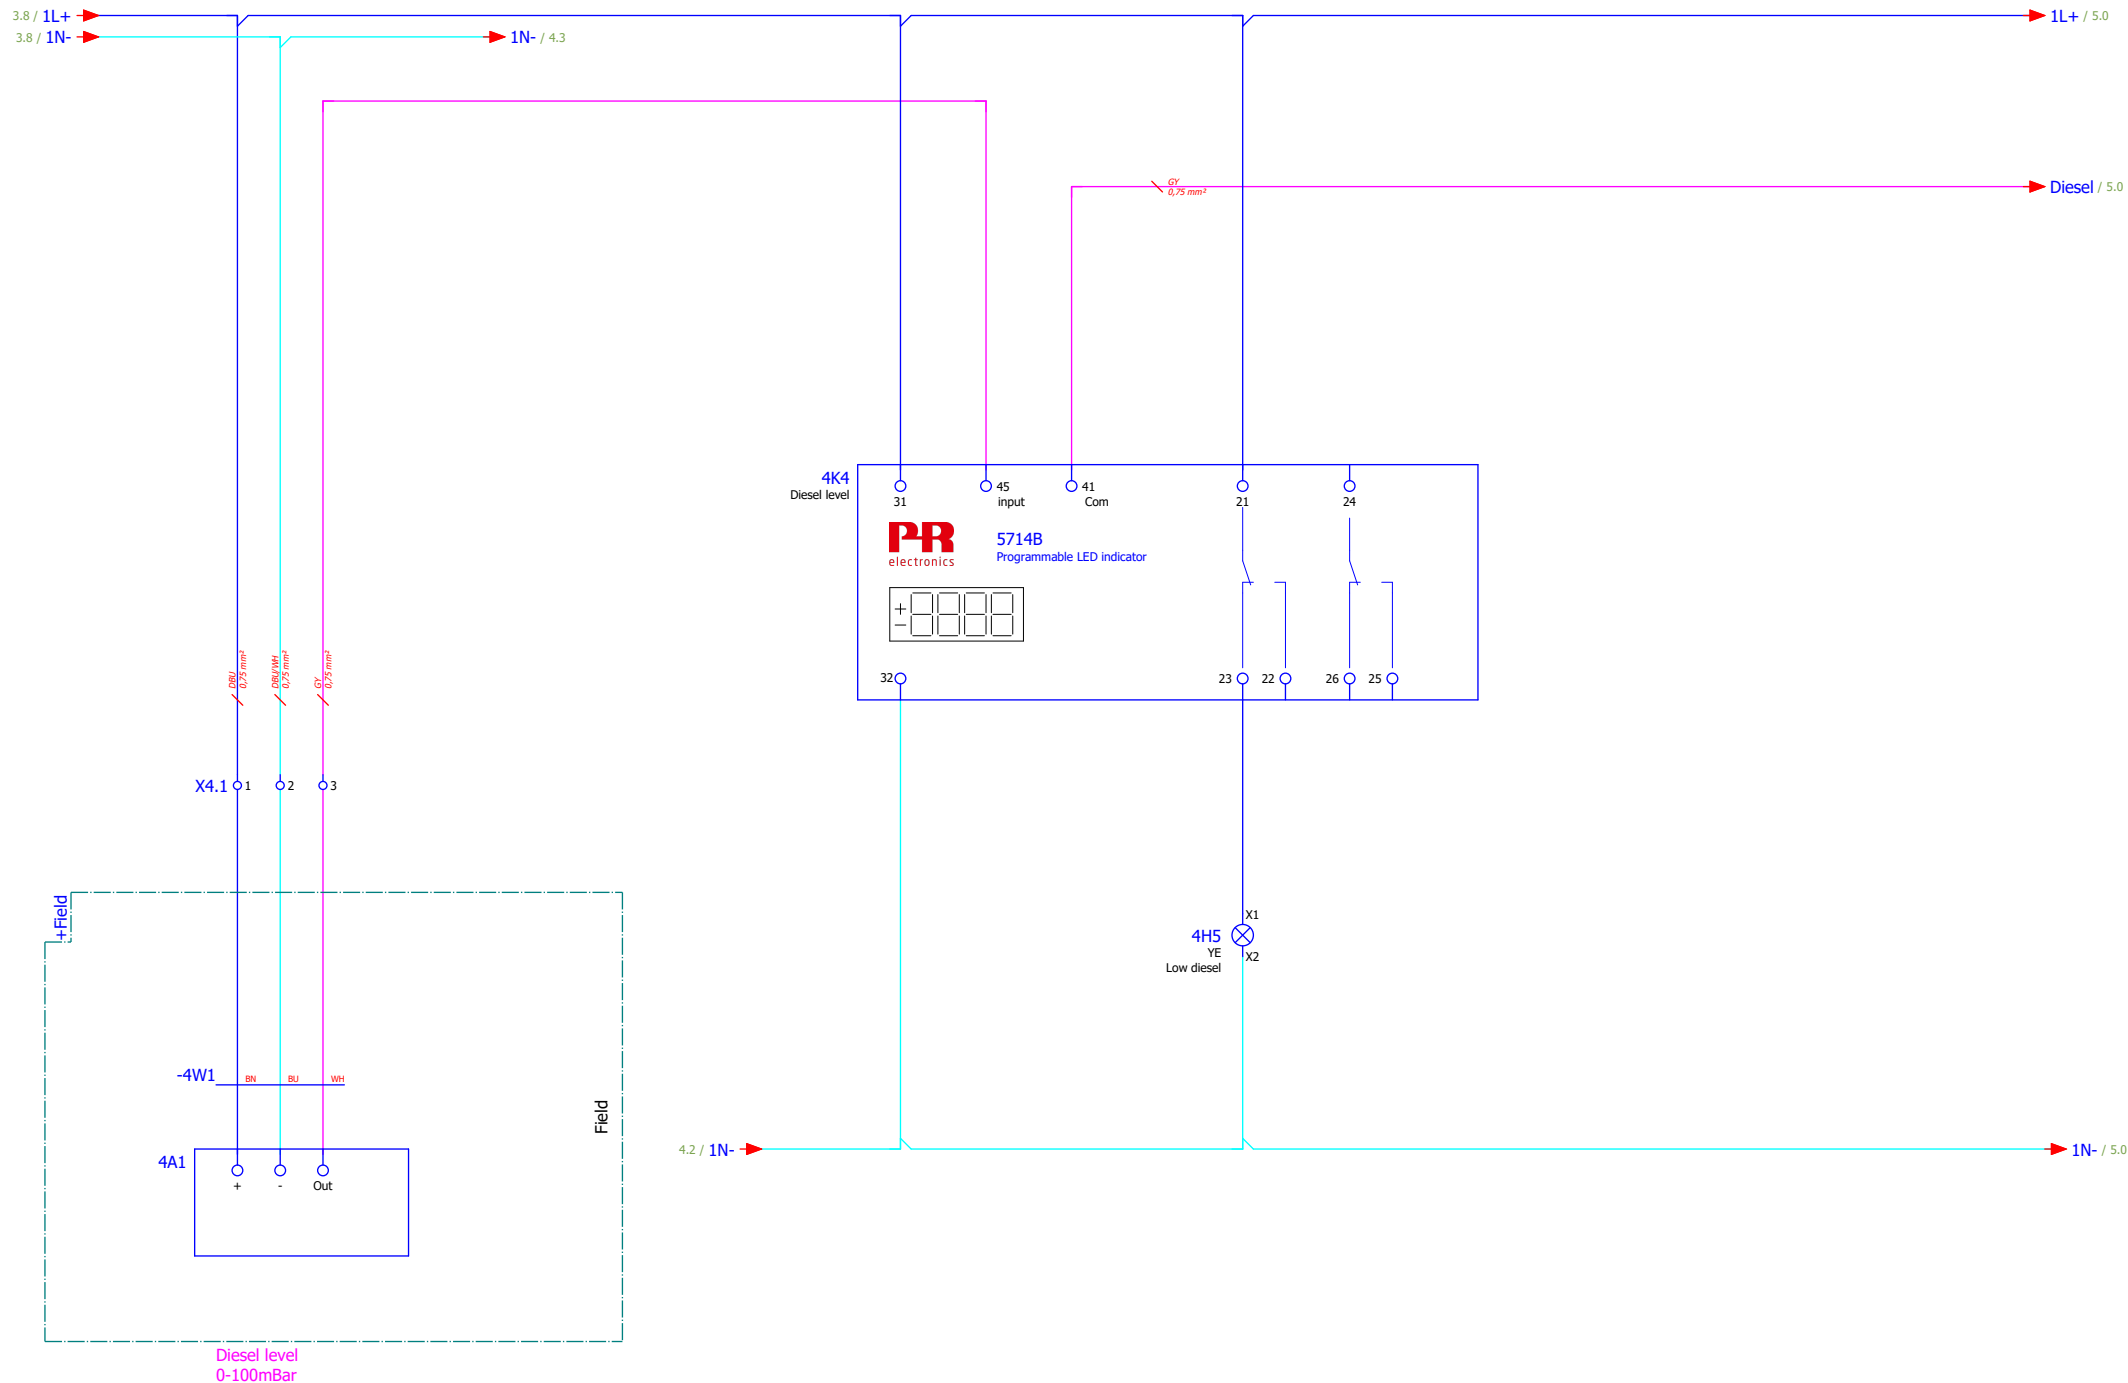 3.8 / 1L+
1L+ / 5.0
3.8 / 1N-
1N- / 4.3
GY
0,75 mm²
Diesel / 5.0
4K4
Diesel level
31
45
input
41
Com
21
24
PR
electronics
5714B
Programmable LED indicator
+
-
32
23
22
26
25
DBU
0,75 mm²
DBU/WH
0,75 mm²
GY
0,75 mm²
X4.1
1
2
3
+Field
X1
4H5
YE
X2
Low diesel
-4W1
BN
BU
WH
Field
4.2 / 1N-
1N- / 5.0
4A1
+
-
Out
Diesel level
0-100mBar